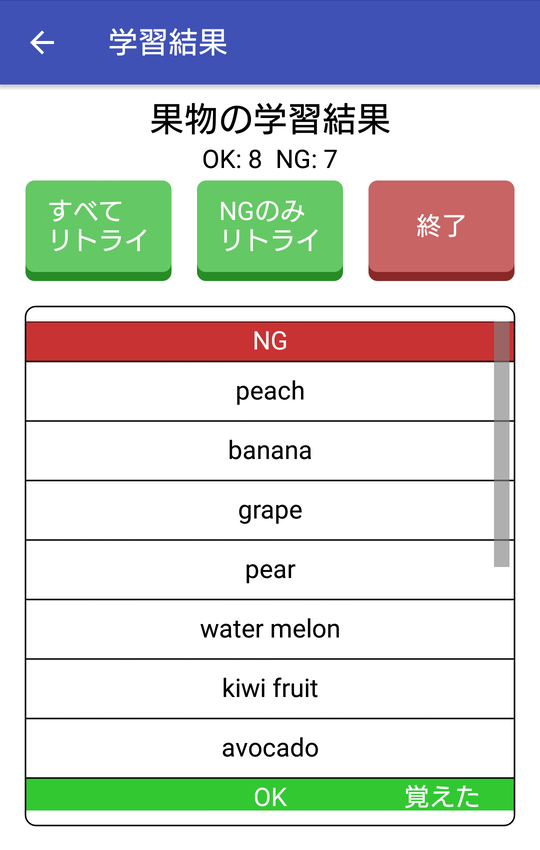 学習結果
果物の学習結果
OK: 8 NG: 7
すべて
リトライ
NGのみ
リトライ
終了
NG
peach
banana
grape
pear
water melon
kiwi fruit
avocado
OK 覚えた